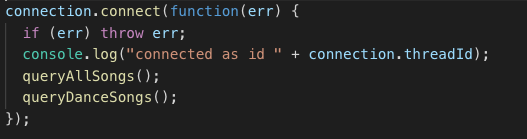 connection.connect(function(err) {
  if (err) throw err;
  console.log("connected as id " + connection.threadId);
  queryAllSongs();
  queryDanceSongs();
});